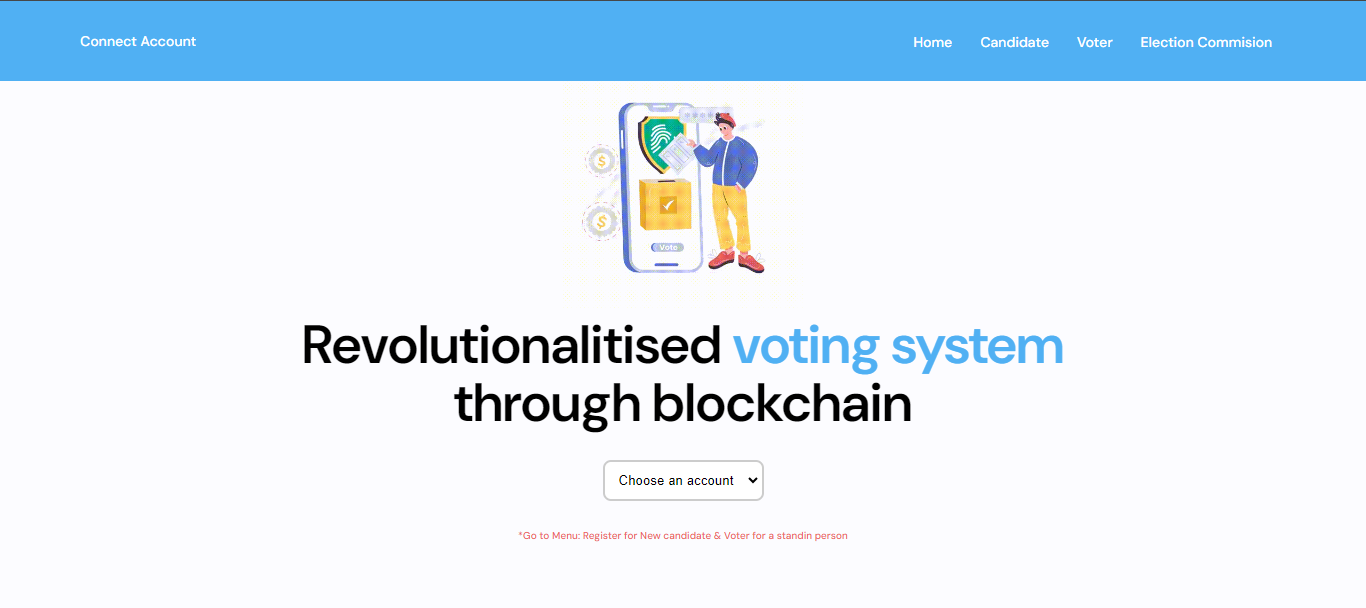 Connect Account
Home Candidate Voter Election Commision
Vote
Revolutionalitised voting system
through blockchain
Choose an account
*Go to Menu: Register for New candidate & Voter for a standin person